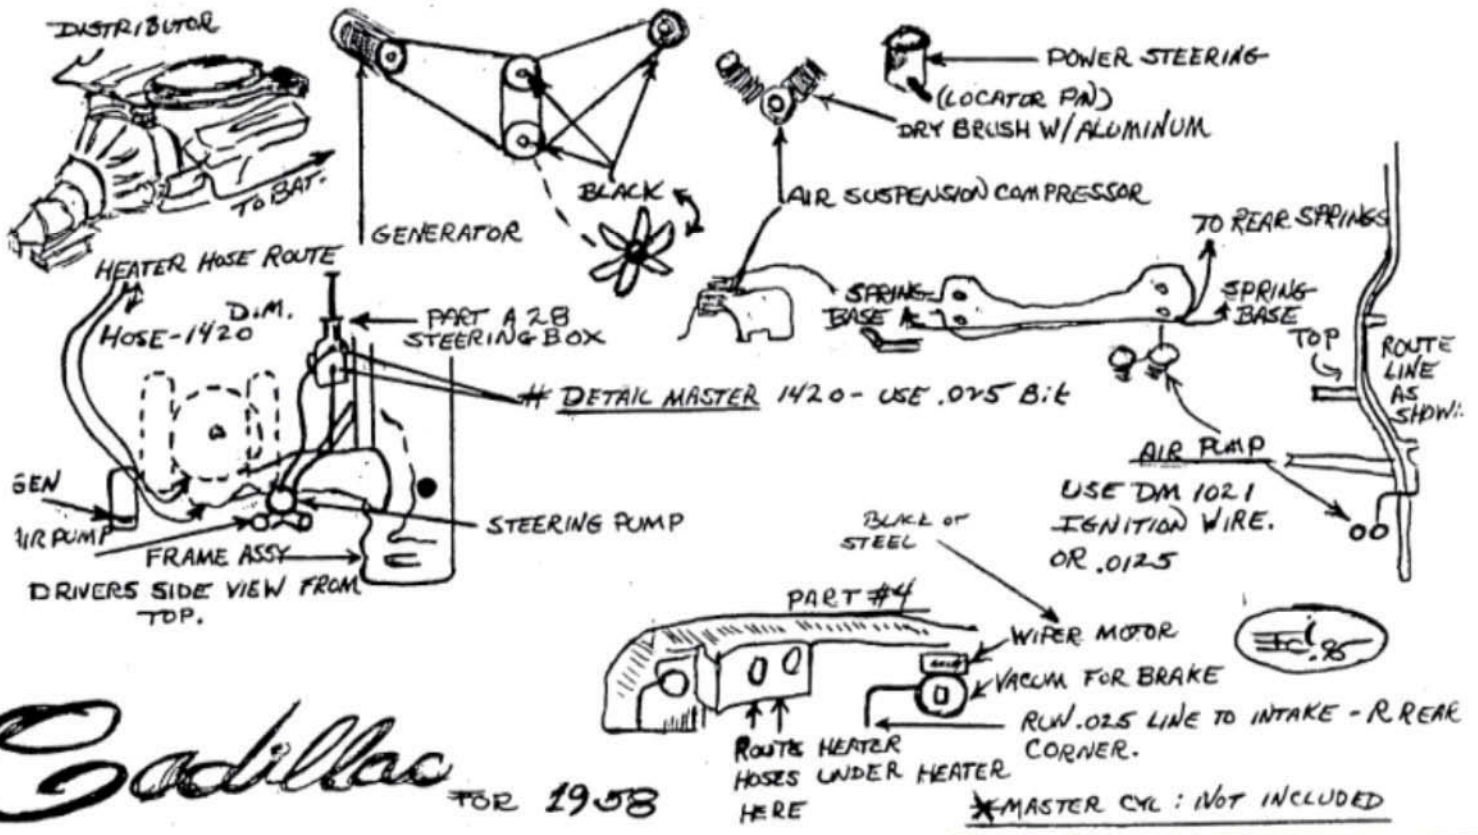 DISTRIBUTOR
TO BAT.
GENERATOR
BLACK
POWER STEERING
(LOCATOR PIN)
DRY BRUSH W/ALUMINUM
AIR SUSPENSION COMPRESSOR
TO REAR SPRINGS
HEATER HOSE ROUTE
D.M.
HOSE-1420
PART A 28
STEERING BOX
SPRING
BASE
SPRING
BASE
TOP
ROUTE
LINE
AS
# DETAIL MASTER 1420 - USE .025 Bit
AIR PUMP
USE DM 1021
IGNITION WIRE.
OR .0125
GEN
AIR PUMP
STEERING PUMP
FRAME ASSY
DRIVERS SIDE VIEW FROM
TOP.
BLACK or
STEEL
PART #4
WIPER MOTOR
VACUM FOR BRAKE
RUN .025 LINE TO INTAKE - R REAR
CORNER.
ROUTE HEATER
HOSES UNDER HEATER
HERE
Cadillac FOR 1958
*MASTER CYL : NOT INCLUDED